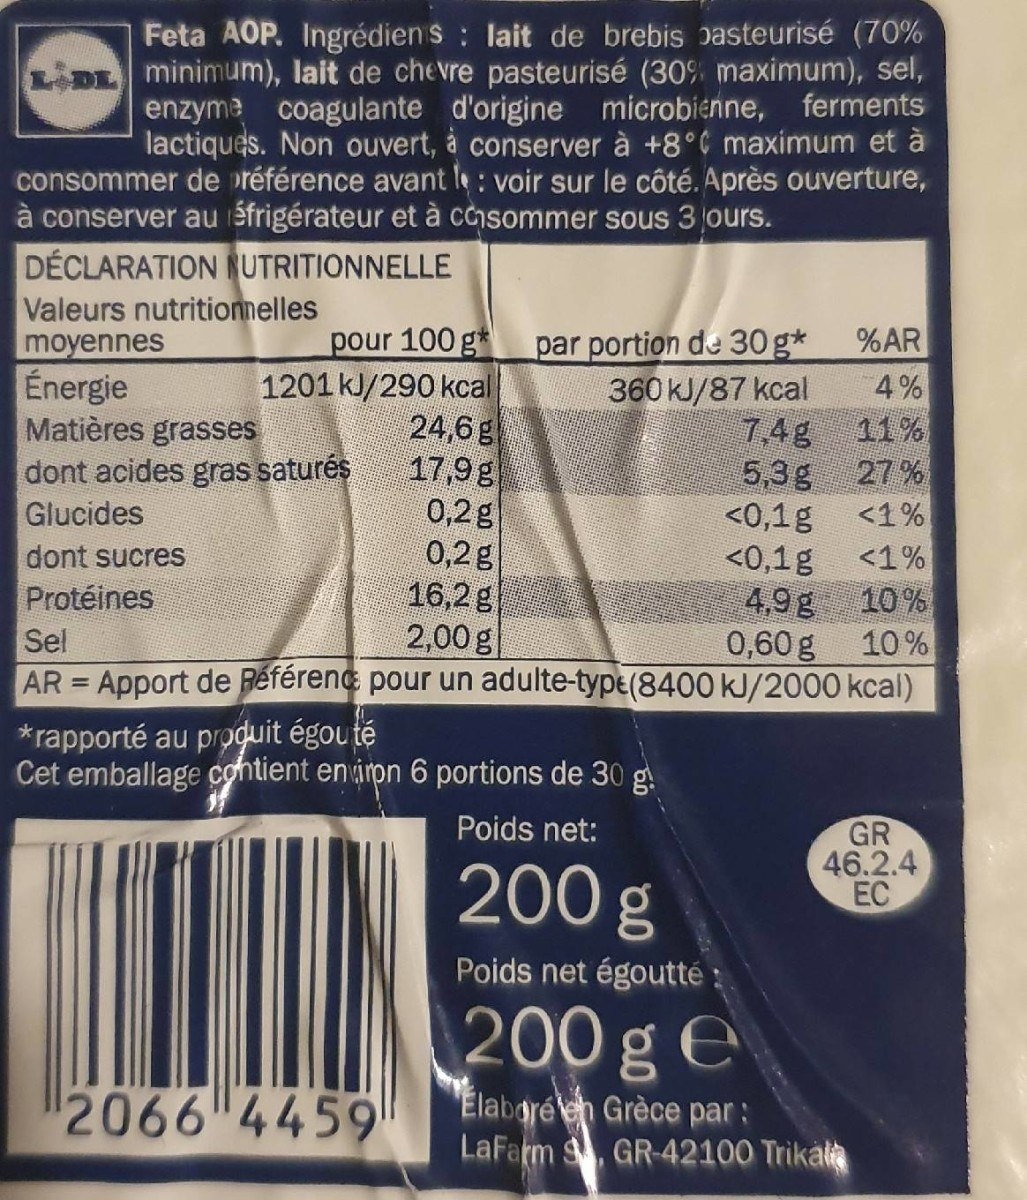 LIDL
Feta AOP. Ingrédients : lait de brebis pasteurisé (70%
minimum), lait de chèvre pasteurisé (30% maximum), sel,
enzyme coagulante d'origine microbienne, ferments
lactiques. Non ouvert, à conserver à +8°C maximum et à
consommer de préférence avant le : voir sur le côté. Après ouverture,
à conserver au réfrigérateur et à consommer sous 3 jours.
DÉCLARATION NUTRITIONNELLE
Valeurs nutritionnelles
moyennes pour 100 g* par portion de 30 g* %AR
Énergie 1201 kJ/290 kcal 360 kJ/87 kcal 4%
Matières grasses 24,6 g 7,4 g 11%
dont acides gras saturés 17,9 g 5,3 g 27%
Glucides 0,2 g <0,1 g <1%
dont sucres 0,2 g <0,1 g <1%
Protéines 16,2 g 4,9 g 10%
Sel 2,00 g 0,60 g 10%
AR = Apport de Référence pour un adulte-type (8400 kJ/2000 kcal)
*rapporté au produit égoutté
Cet emballage contient environ 6 portions de 30 g.
Poids net:
200 g
GR
46.2.4
EC
Poids net égoutté :
200 g e
2066 4459
Élaboré en Grèce par :
LaFarm SA, GR-42100 Trikala